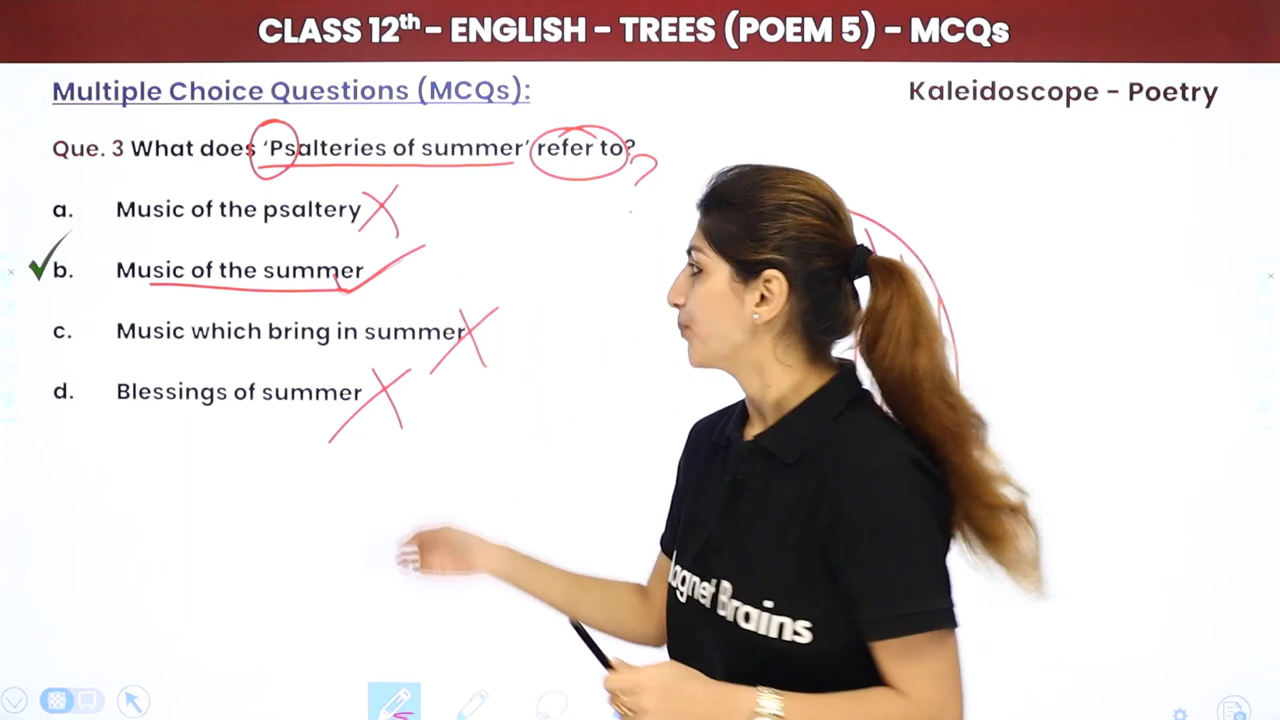 CLASS 12th - ENGLISH - TREES (POEM 5) - MCQs
Multiple Choice Questions (MCQs):
Kaleidoscope - Poetry
Que. 3 What does 'Psalteries of summer' refer to?
?
a. Music of the psaltery
b. Music of the summer
c. Music which bring in summer
d. Blessings of summer
Magnet Brains